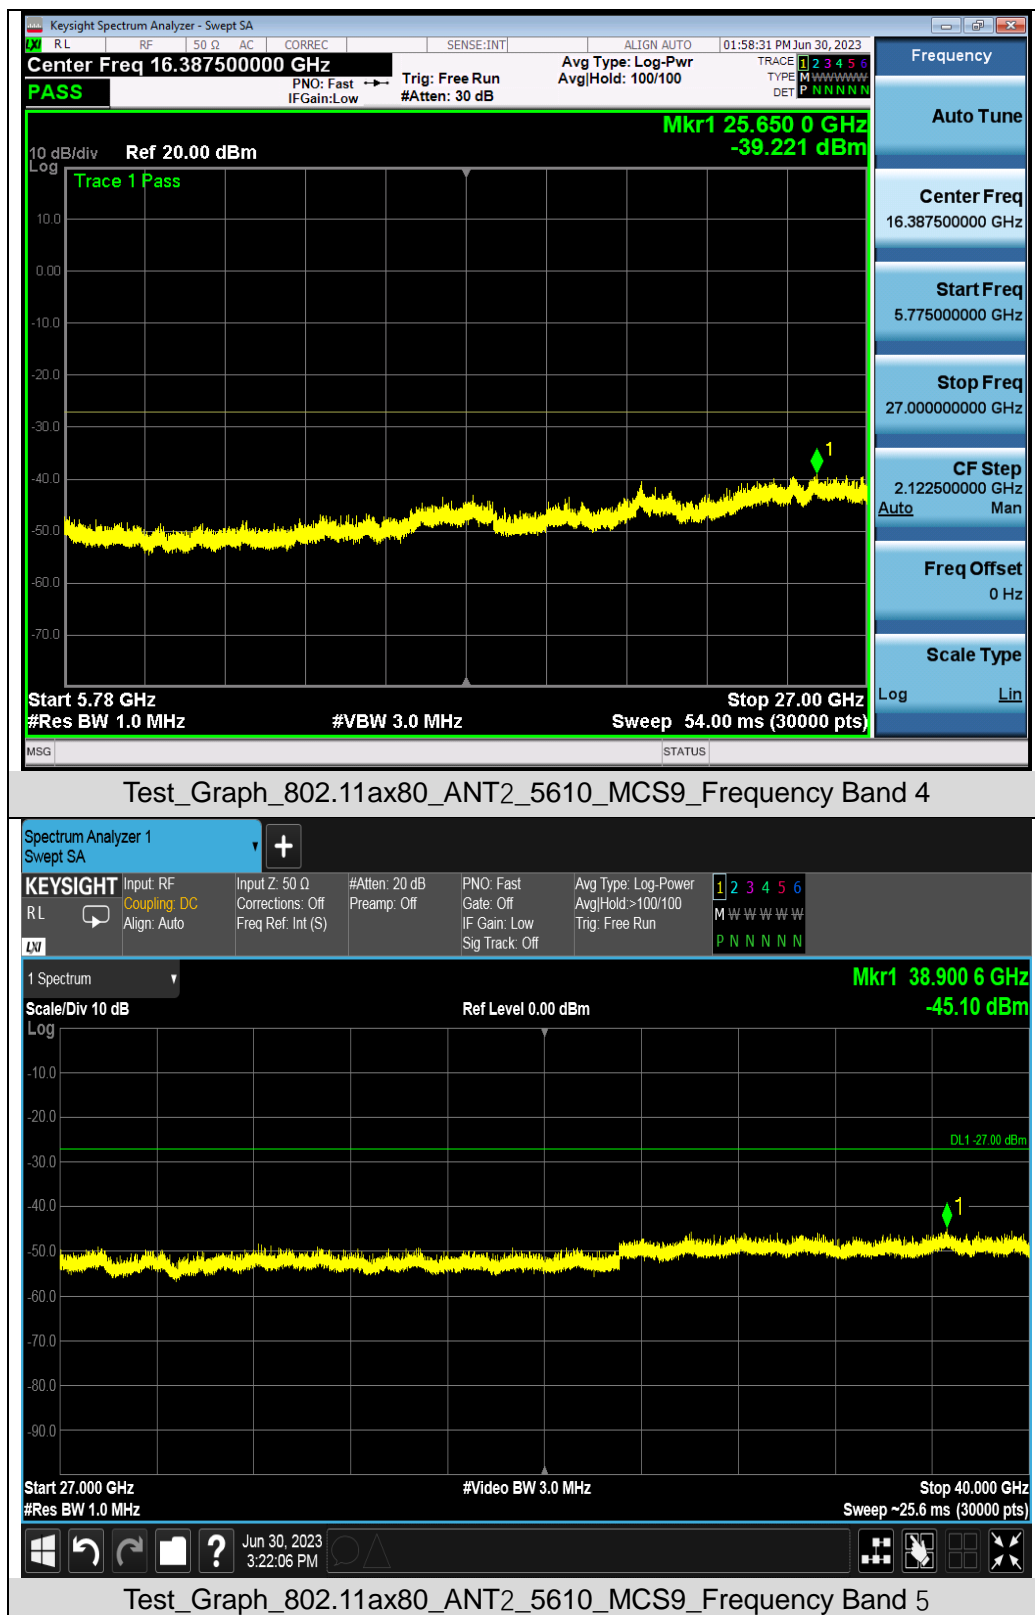 Keysight Spectrum Analyzer - Swept SA
LXI RL RF 50 Ω AC CORREC SENSE:INT ALIGN AUTO 01:58:31 PM Jun 30, 2023
Center Freq 16.387500000 GHz
PNO: Fast
IFGain:Low
Trig: Free Run
#Atten: 30 dB
Avg Type: Log-Pwr
Avg|Hold: 100/100
TRACE 1 2 3 4 5 6
TYPE M WWWWW
DET P N N N N N
PASS
Mkr1 25.650 0 GHz
-39.221 dBm
10 dB/div Ref 20.00 dBm
Log
Trace 1 Pass
10.0
0.00
-10.0
-20.0
-30.0
-40.0
-50.0
-60.0
-70.0
1
Start 5.78 GHz
Stop 27.00 GHz
#Res BW 1.0 MHz
#VBW 3.0 MHz
Sweep 54.00 ms (30000 pts)
MSG
STATUS
Frequency
Auto Tune
Center Freq
16.387500000 GHz
Start Freq
5.775000000 GHz
Stop Freq
27.000000000 GHz
CF Step
2.122500000 GHz
Auto Man
Freq Offset
0 Hz
Scale Type
Log Lin
Test_Graph_802.11ax80_ANT2_5610_MCS9_Frequency Band 4
Spectrum Analyzer 1
Swept SA
+
KEYSIGHT
RL
LXI
Input: RF
Coupling: DC
Align: Auto
Input Z: 50 Ω
Corrections: Off
Freq Ref: Int (S)
#Atten: 20 dB
Preamp: Off
PNO: Fast
Gate: Off
IF Gain: Low
Sig Track: Off
Avg Type: Log-Power
Avg|Hold:>100/100
Trig: Free Run
1 2 3 4 5 6
M W W W W W
P N N N N N
1 Spectrum
Mkr1 38.900 6 GHz
-45.10 dBm
Scale/Div 10 dB
Ref Level 0.00 dBm
Log
-10.0
-20.0
DL1 -27.00 dBm
-30.0
-40.0
1
-50.0
-60.0
-70.0
-80.0
-90.0
Start 27.000 GHz
#Video BW 3.0 MHz
Stop 40.000 GHz
#Res BW 1.0 MHz
Sweep ~25.6 ms (30000 pts)
?
Jun 30, 2023
3:22:06 PM
Test_Graph_802.11ax80_ANT2_5610_MCS9_Frequency Band 5